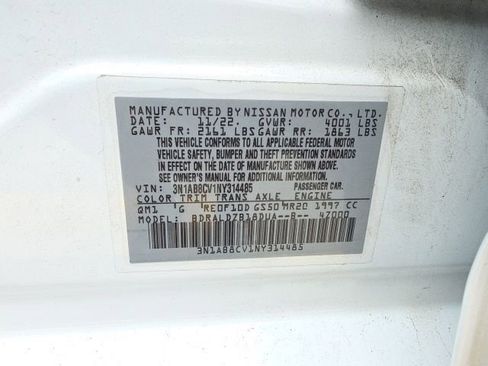 MANUFACTURED BY NISSAN MOTOR CO., LTD.
DATE: 11/22 GVWR: 4001 LBS
GAWR FR: 2161 LBS GAWR RR: 1863 LBS
THIS VEHICLE CONFORMS TO ALL APPLICABLE FEDERAL MOTOR
VEHICLE SAFETY, BUMPER AND THEFT PREVENTION
STANDARDS IN EFFECT ON THE DATE OF MANUFACTURE SHOWN ABOVE.
SEE OWNER'S MANUAL FOR ADDITIONAL INFORMATION.
VIN: 3N1AB8CV1NY314485 PASSENGER CAR
COLOR TRIM TRANS AXLE ENGINE
QM1 'G RE0F10D GS50 MR20 1997 CC
MODEL: BDRALDZB18DUA--B-- 47000
3N1AB8CV1NY314485